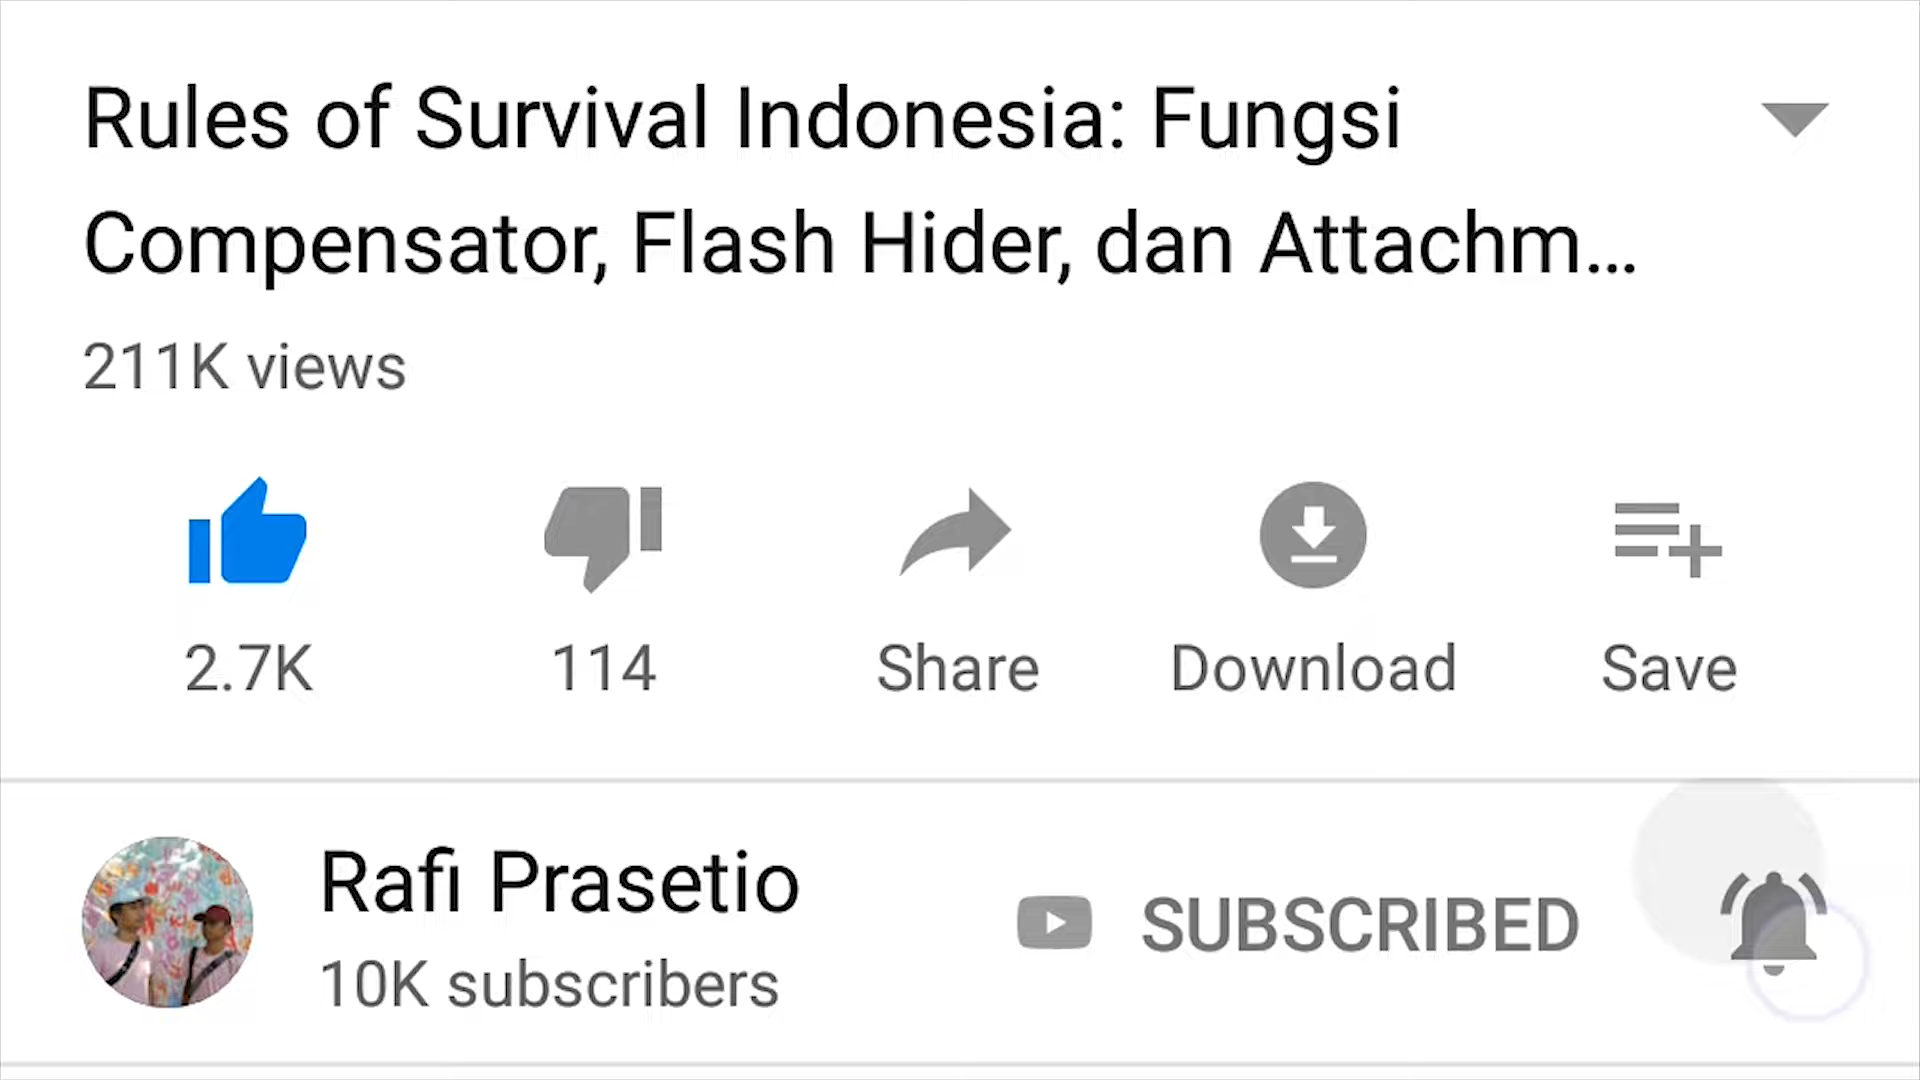 Rules of Survival Indonesia: Fungsi
Compensator, Flash Hider, dan Attachm...
211K views
2.7K
114
Share
Download
Save
Rafi Prasetio
SUBSCRIBED
10K subscribers